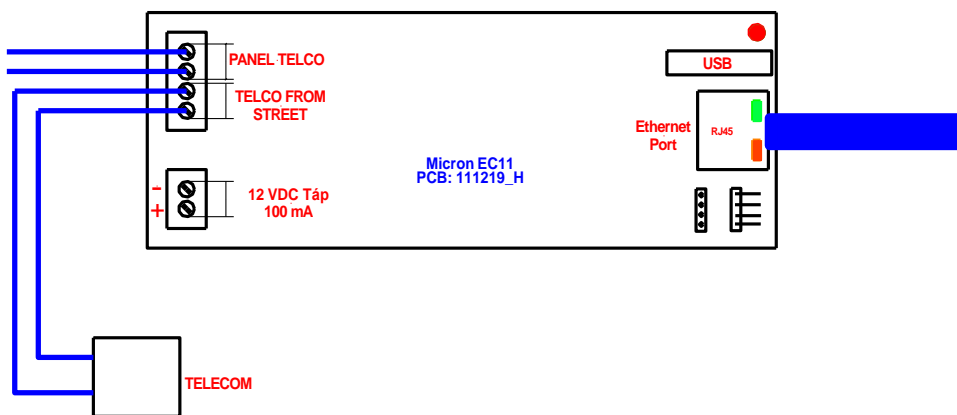 PANEL TELCO
TELCO FROM
STREET
USB
Ethernet
Port
RJ45
Micron EC11
PCB: 111219_H
-
+
12 VDC Táp
100 mA
TELECOM